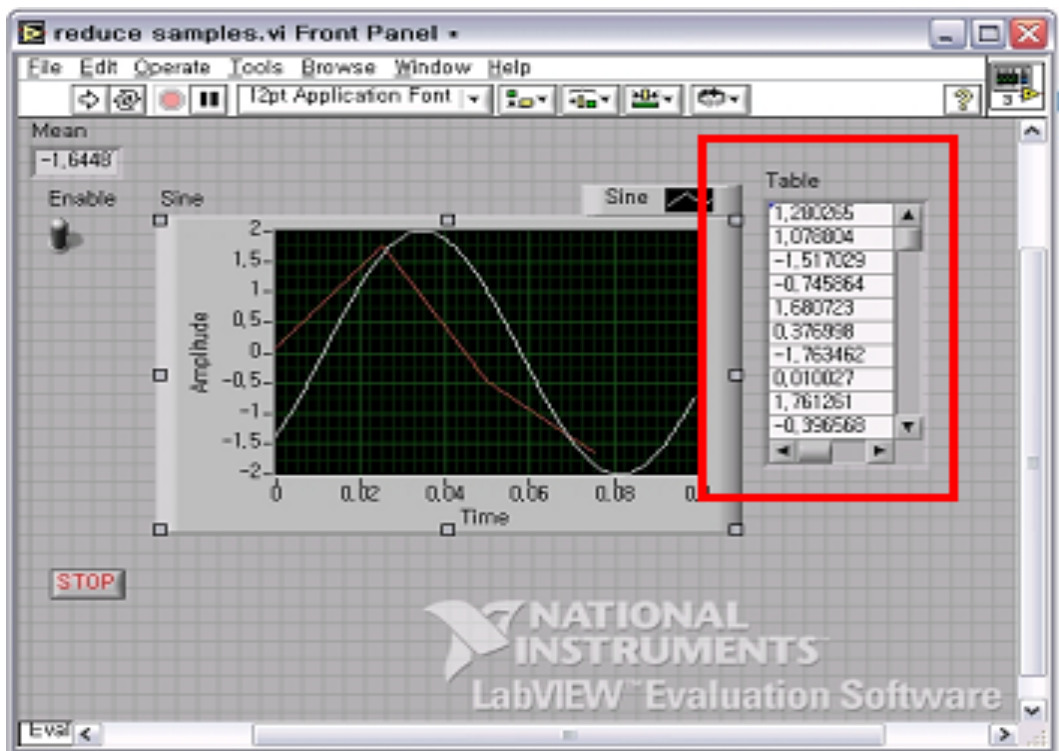 reduce samples.vi Front Panel *
File Edit Operate Tools Browse Window Help
12pt Application Font
?
3
Mean
-1,6448
Enable
Sine
Sine
Table
2
1,5
1
0,5
0
-0,5
-1
-1,5
-2
Amplitude
0
0,02
0,04
0,06
0,08
Time
1,280265
1,078804
-1,517029
-0,745864
1,680723
0,376998
-1,763462
0,010027
1,761261
-0,396568
STOP
NATIONAL
INSTRUMENTS
LabVIEW™ Evaluation Software
Eval